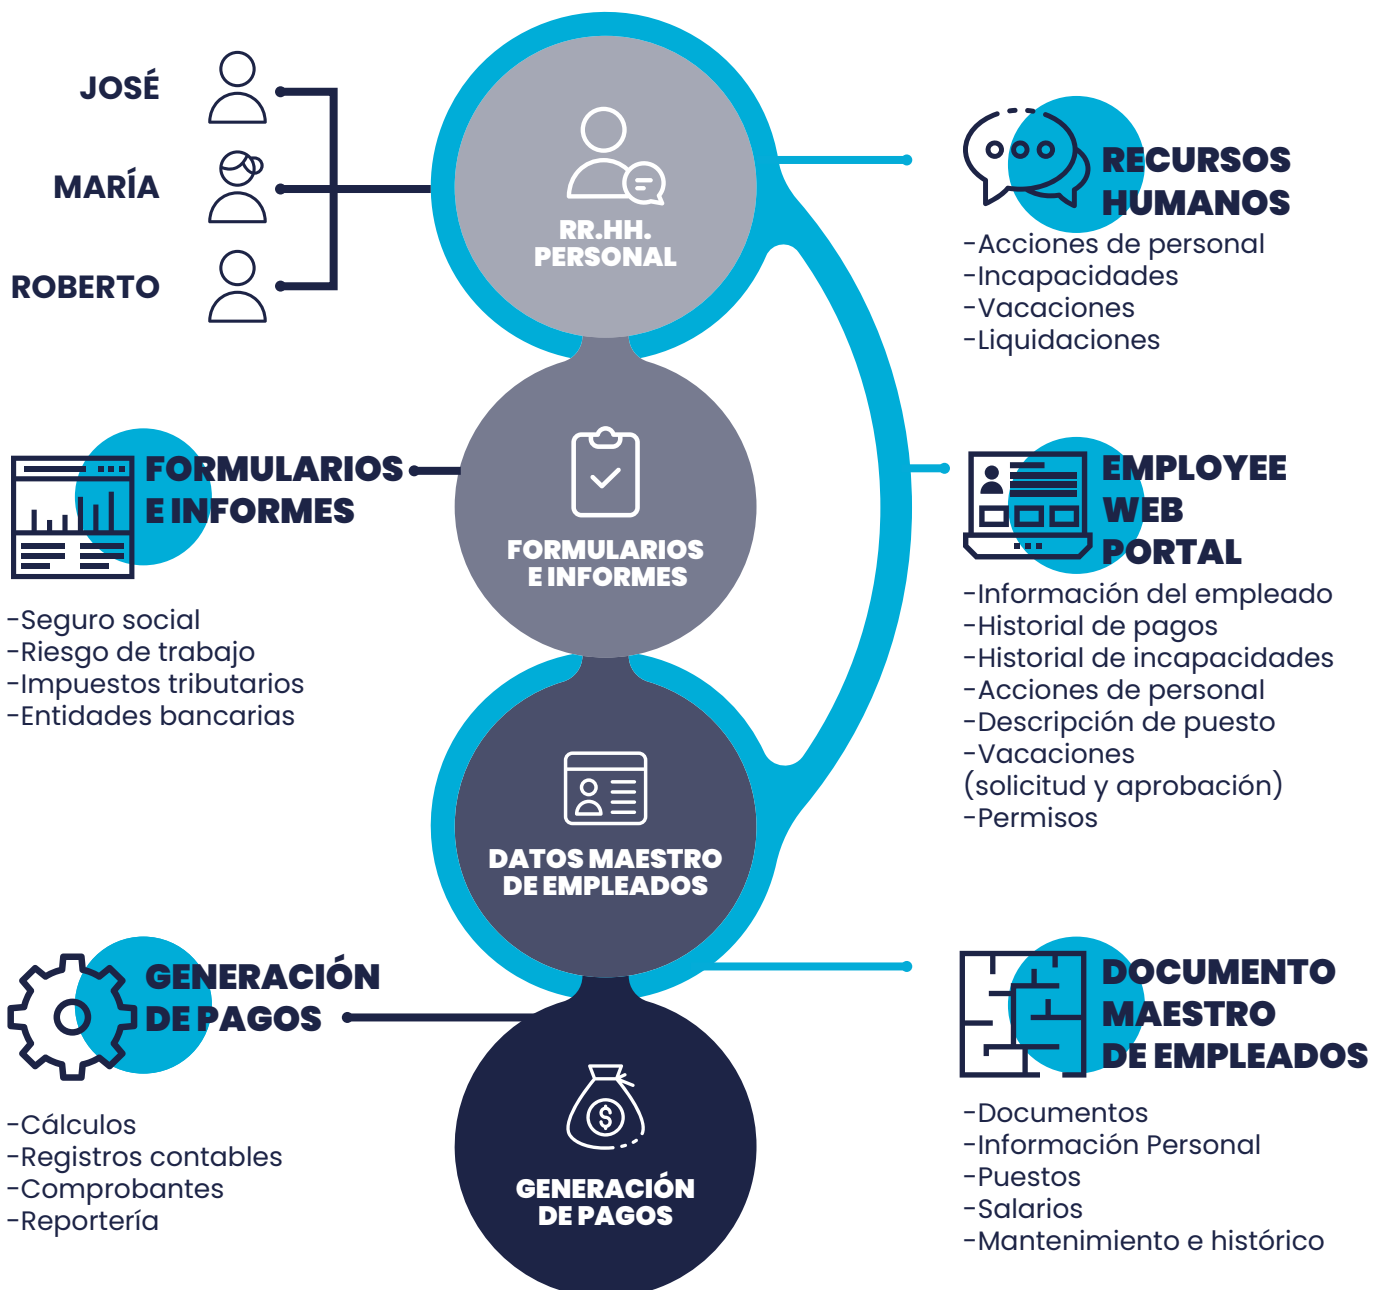 JOSÉ
MARÍA
ROBERTO
RR.HH.
PERSONAL
RECURSOS
HUMANOS
-Acciones de personal
-Incapacidades
-Vacaciones
-Liquidaciones
FORMULARIOS
E INFORMES
-Seguro social
-Riesgo de trabajo
-Impuestos tributarios
-Entidades bancarias
FORMULARIOS
E INFORMES
EMPLOYEE
WEB
PORTAL
-Información del empleado
-Historial de pagos
-Historial de incapacidades
-Acciones de personal
-Descripción de puesto
-Vacaciones
(solicitud y aprobación)
-Permisos
DATOS MAESTRO
DE EMPLEADOS
GENERACIÓN
DE PAGOS
-Cálculos
-Registros contables
-Comprobantes
-Reportería
$
GENERACIÓN
DE PAGOS
DOCUMENTO
MAESTRO
DE EMPLEADOS
-Documentos
-Información Personal
-Puestos
-Salarios
-Mantenimiento e histórico